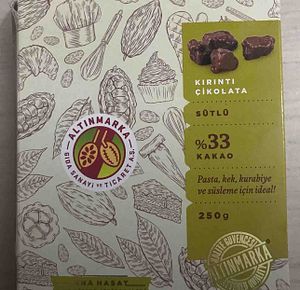 KIRINTI
ÇİKOLATA
SÜTLÜ
%33
KAKAO
Pasta, kek, kurabiye
ve süsleme için ideal!
250g
ALTINMARKA
GIDA SANAYİ VE TİCARET A.Ş.
ALTINMARKA
HASAT